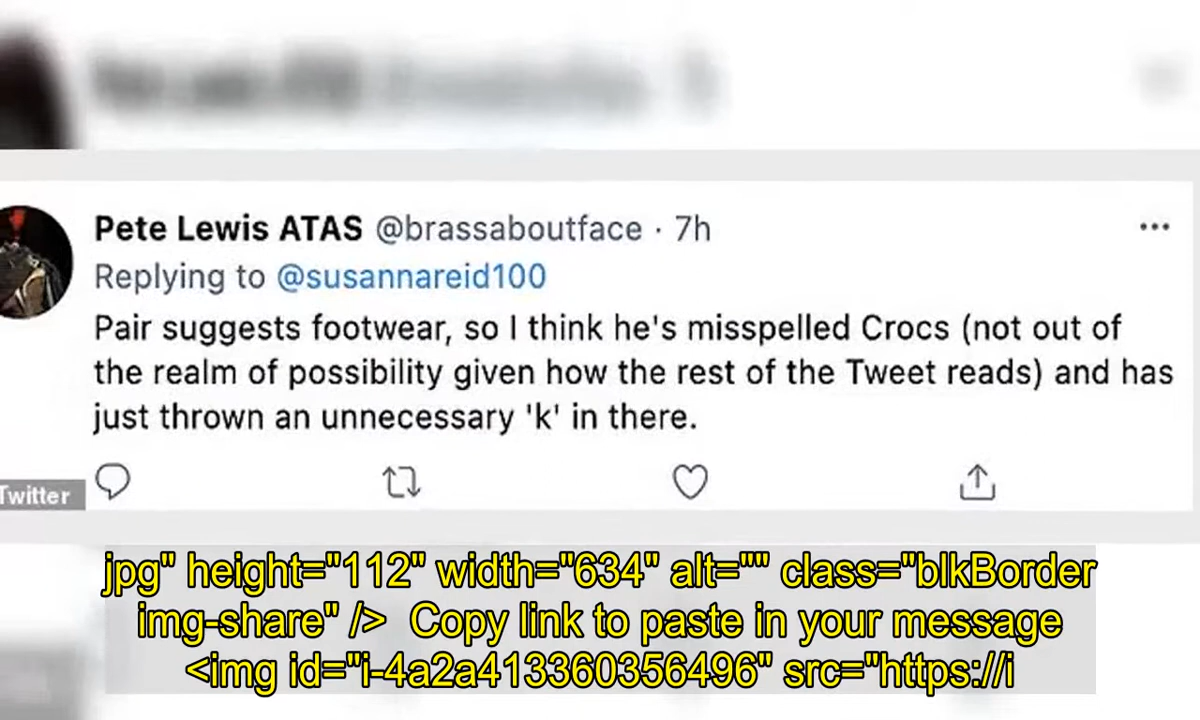 Pete Lewis ATAS @brassaboutface · 7h
Replying to @susannareid100
Pair suggests footwear, so I think he's misspelled Crocs (not out of
the realm of possibility given how the rest of the Tweet reads) and has
just thrown an unnecessary 'k' in there.
Twitter
jpg" height="112" width="634" alt="" class="blkBorder
img-share" />  Copy link to paste in your message
<img id="i-4a2a413360356496" src="https://i